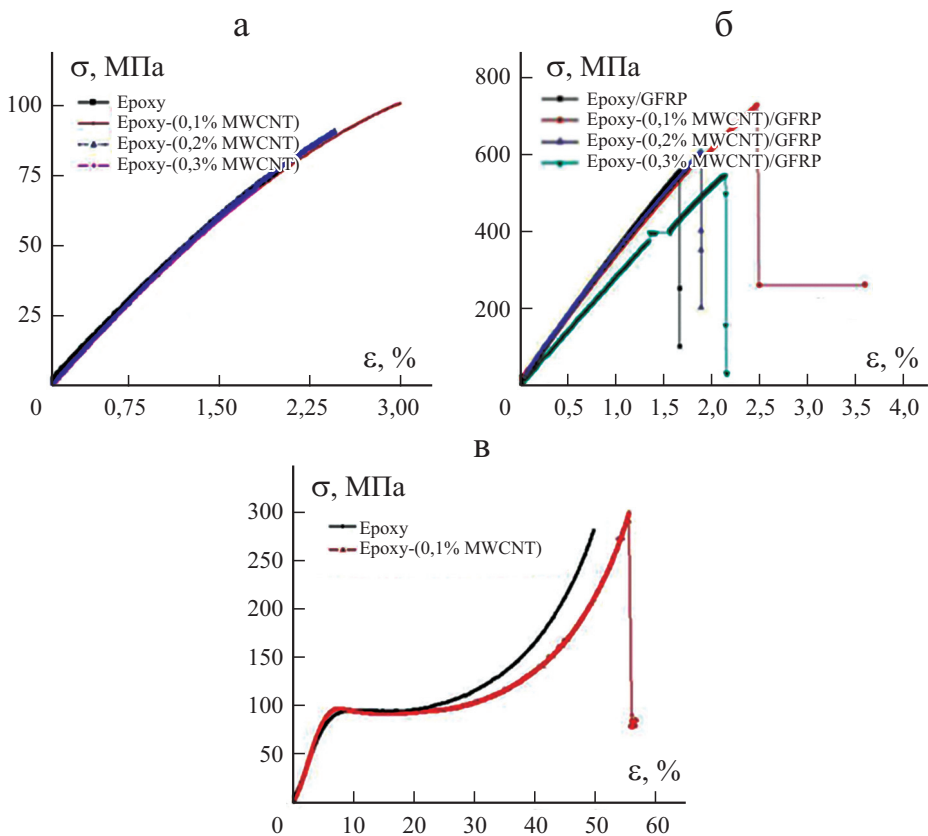 а
σ, МПа
Epoxy
Epoxy-(0,1% MWCNT)
Epoxy-(0,2% MWCNT)
Epoxy-(0,3% MWCNT)
100
75
50
25
ε, %
0 0,75 1,50 2,25 3,00
б
σ, МПа
Epoxy/GFRP
Epoxy-(0,1% MWCNT)/GFRP
Epoxy-(0,2% MWCNT)/GFRP
Epoxy-(0,3% MWCNT)/GFRP
800
600
400
200
ε, %
0 0,5 1,0 1,5 2,0 2,5 3,0 3,5 4,0
в
σ, МПа
Epoxy
Epoxy-(0,1% MWCNT)
300
250
200
150
100
50
ε, %
0 10 20 30 40 50 60